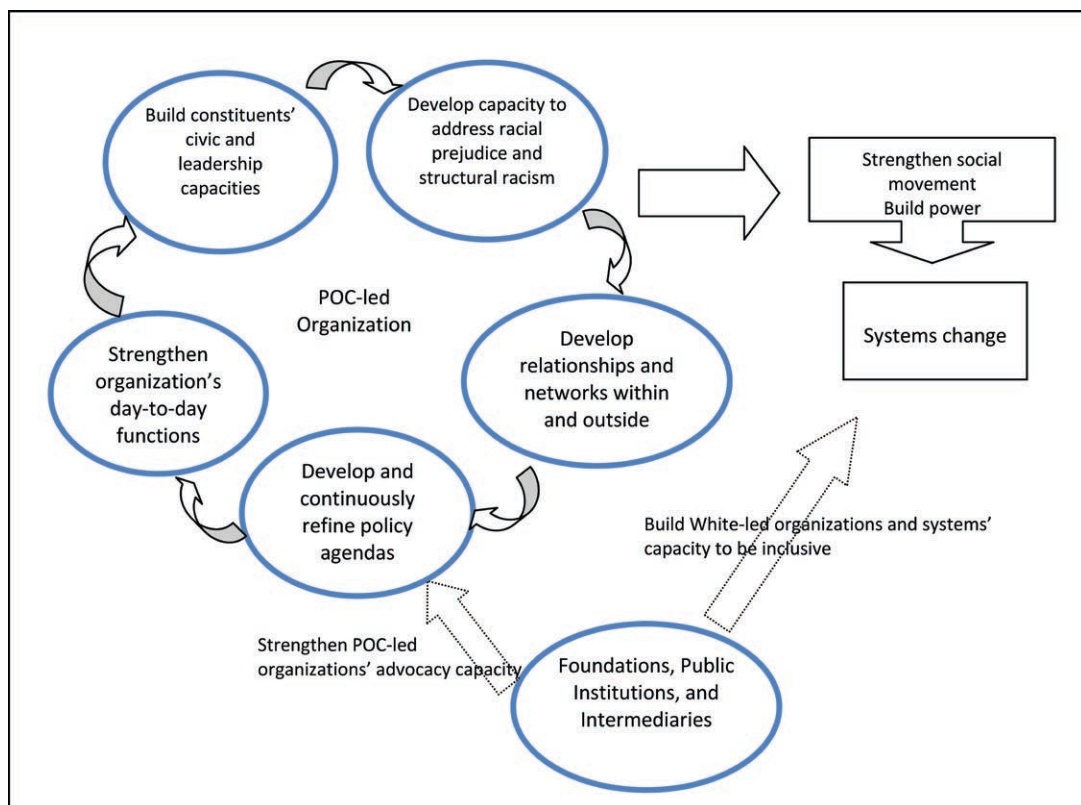 Build constituents’
civic and
leadership
capacities
Develop capacity to
address racial
prejudice and
structural racism
Strengthen social
movement
Build power
POC-led
Organization
Systems change
Strengthen
organization’s
day-to-day
functions
Develop
relationships and
networks within
and outside
Develop and
continuously
refine policy
agendas
Build White-led organizations and systems’
capacity to be inclusive
Strengthen POC-led
organizations’ advocacy capacity
Foundations, Public
Institutions, and
Intermediaries